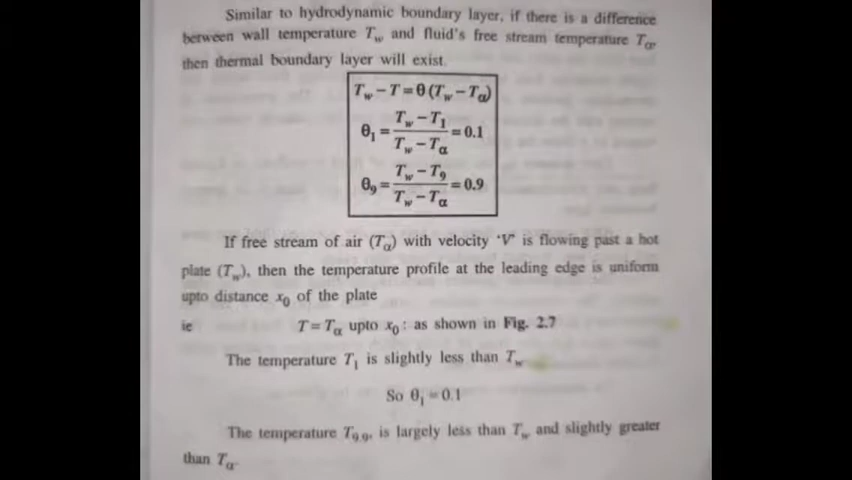 Similar to hydrodynamic boundary layer, if there is a difference
between wall temperature T_w and fluid's free stream temperature T_α,
then thermal boundary layer will exist.
T_w − T = θ (T_w − T_α)
θ_1 = (T_w − T_1) / (T_w − T_α) = 0.1
θ_9 = (T_w − T_9) / (T_w − T_α) = 0.9
If free stream of air (T_α) with velocity 'V' is flowing past a hot
plate (T_w), then the temperature profile at the leading edge is uniform
upto distance x_0 of the plate
ie T = T_α upto x_0 : as shown in Fig. 2.7
The temperature T_1 is slightly less than T_w
So θ_1 = 0.1
The temperature T_9.9, is largely less than T_w and slightly greater
than T_α.